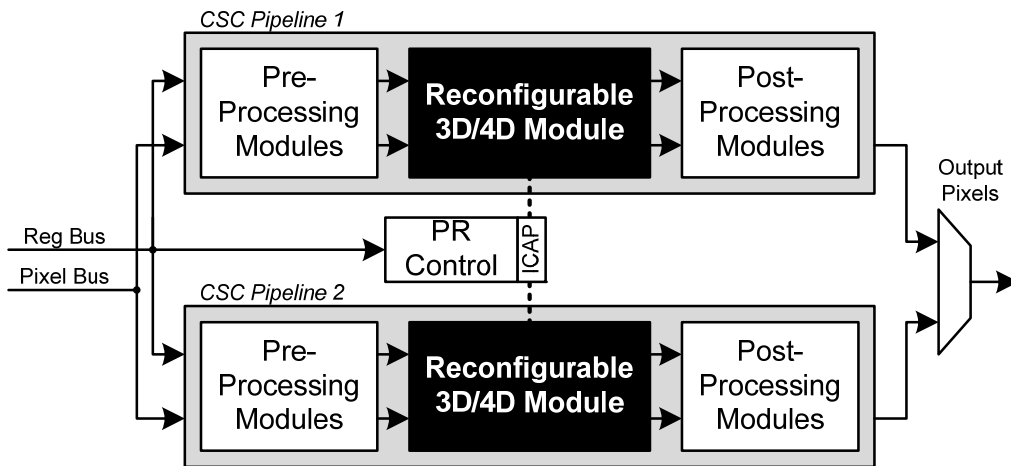 CSC Pipeline 1
Pre-
Processing
Modules
Reconfigurable
3D/4D Module
Post-
Processing
Modules
Output
Pixels
Reg Bus
PR
Control
ICAP
Pixel Bus
CSC Pipeline 2
Pre-
Processing
Modules
Reconfigurable
3D/4D Module
Post-
Processing
Modules